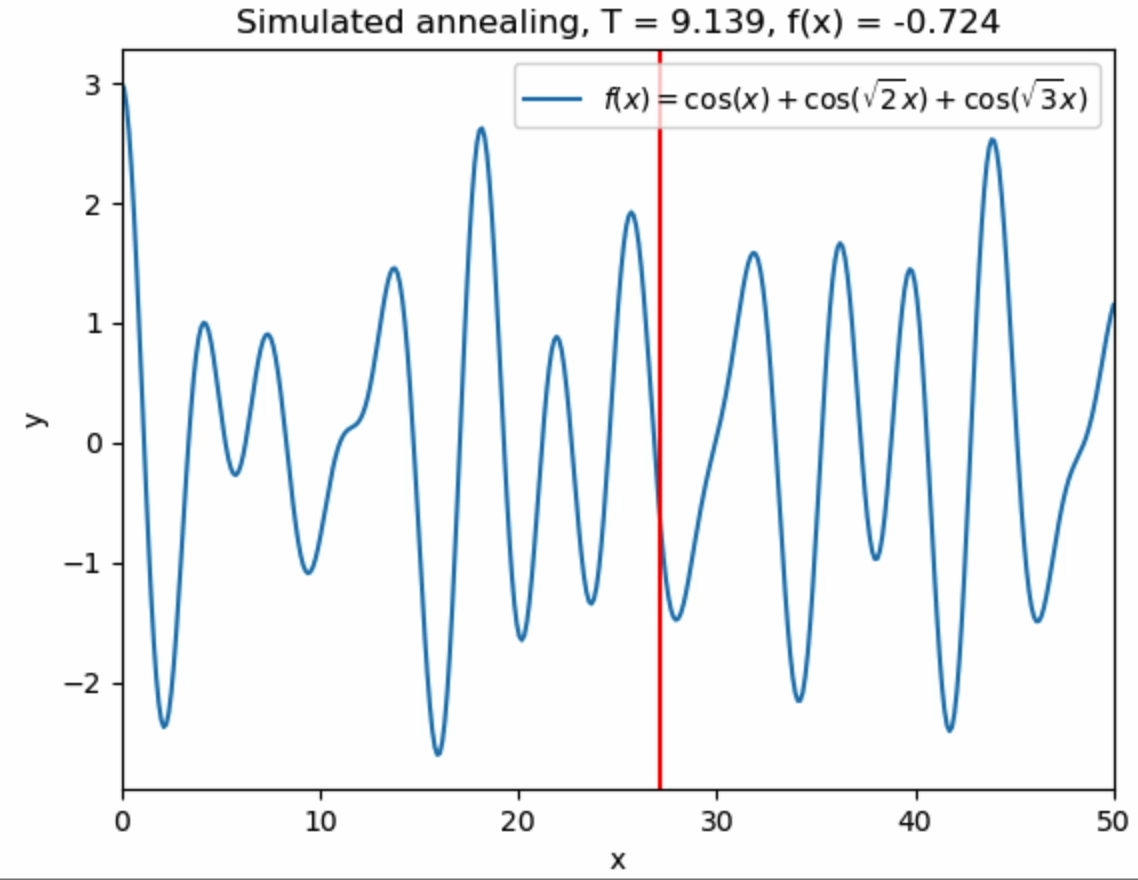 Simulated annealing, T = 9.139, f(x) = -0.724
f(x) = cos(x) + cos(√2x) + cos(√3x)
3
2
1
0
−1
−2
y
0 10 20 30 40 50
x